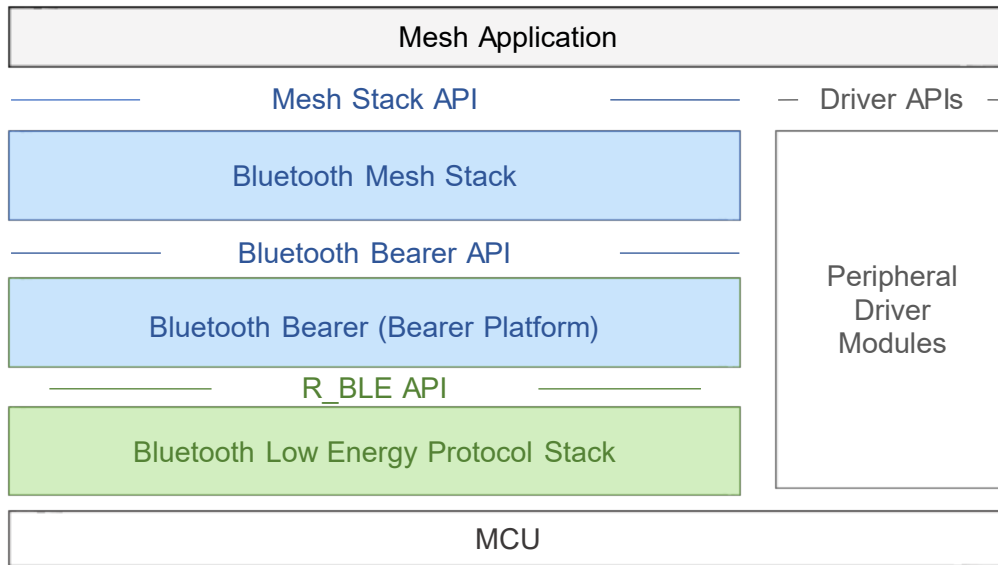 Mesh Application
Mesh Stack API
Driver APIs
Bluetooth Mesh Stack
Bluetooth Bearer API
Peripheral
Driver
Modules
Bluetooth Bearer (Bearer Platform)
R_BLE API
Bluetooth Low Energy Protocol Stack
MCU